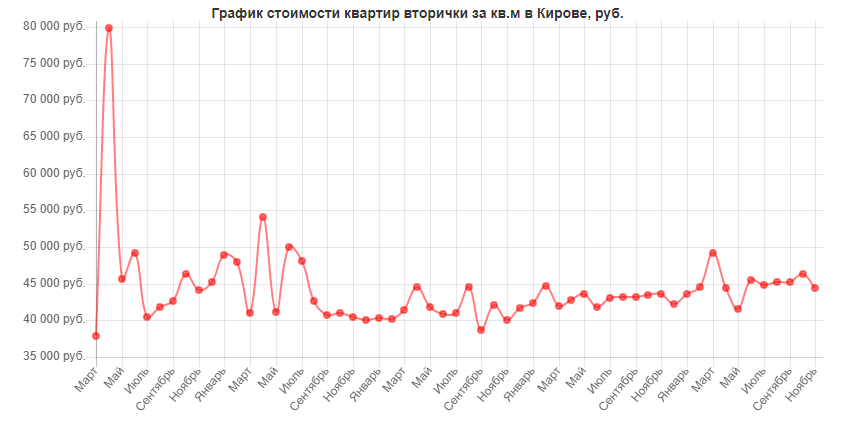 График стоимости квартир вторички за кв.м в Кирове, руб.
80 000 руб.
75 000 руб.
70 000 руб.
65 000 руб.
60 000 руб.
55 000 руб.
50 000 руб.
45 000 руб.
40 000 руб.
35 000 руб.
Март
Май
Июль
Сентябрь
Ноябрь
Январь
Март
Май
Июль
Сентябрь
Ноябрь
Январь
Март
Май
Июль
Сентябрь
Ноябрь
Январь
Март
Май
Июль
Сентябрь
Ноябрь
Январь
Март
Май
Июль
Сентябрь
Ноябрь